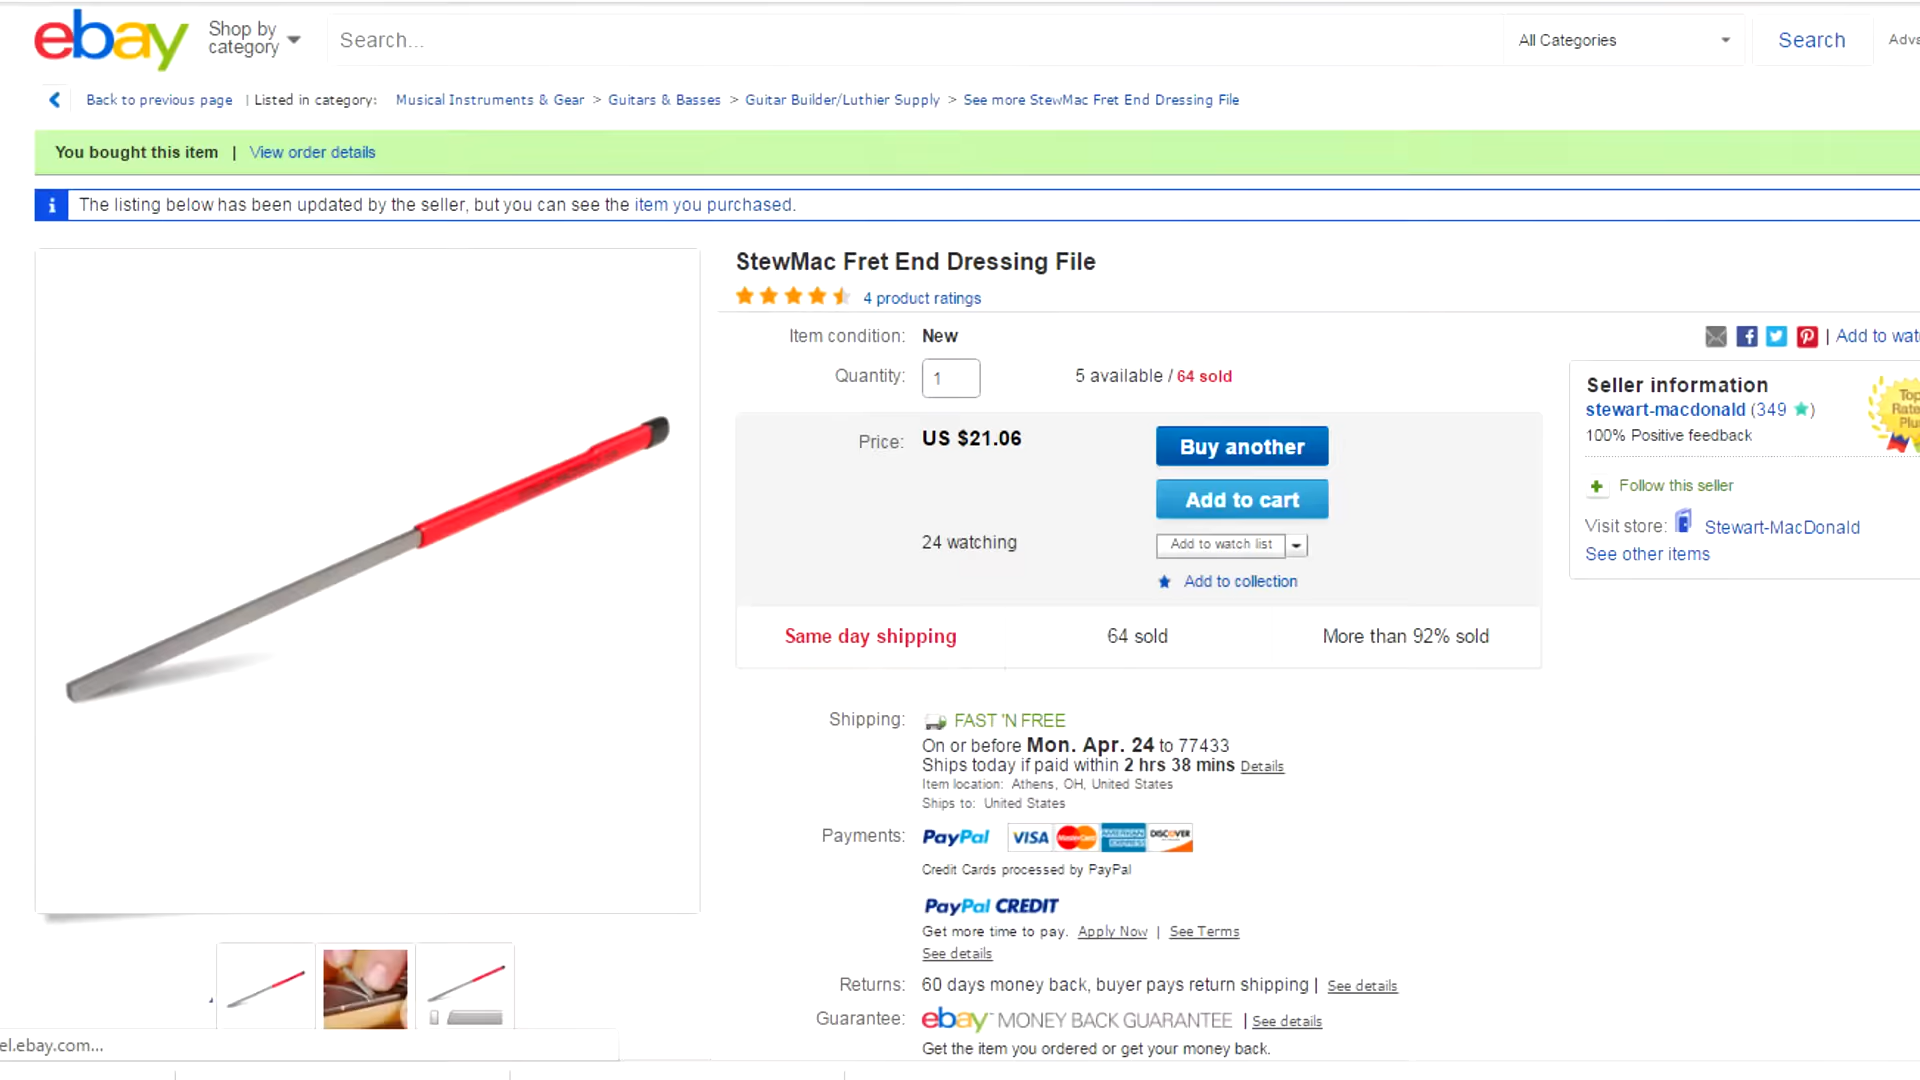 ebay
Shop by
category
Search...
All Categories
Search
Back to previous page | Listed in category: Musical Instruments & Gear > Guitars & Basses > Guitar Builder/Luthier Supply > See more StewMac Fret End Dressing File
You bought this item | View order details
i The listing below has been updated by the seller, but you can see the item you purchased.
StewMac Fret End Dressing File
4 product ratings
Item condition: New
| Add to
Quantity: 1
5 available / 64 sold
Seller information
stewart-macdonald (349)
100% Positive feedback
Top
Price: US $21.06
Buy another
Add to cart
Follow this seller
Visit store: Stewart-MacDonald
See other items
24 watching
Add to watch list
Add to collection
Same day shipping
64 sold
More than 92% sold
Shipping: FAST 'N FREE
On or before Mon. Apr. 24 to 77433
Ships today if paid within 2 hrs 38 mins Details
Item location: Athens, OH, United States
Ships to: United States
Payments: PayPal VISA MasterCard AMERICAN EXPRESS DISCOVER
Credit Cards processed by PayPal
PayPal CREDIT
Get more time to pay. Apply Now | See Terms
See details
Returns: 60 days money back, buyer pays return shipping | See details
Guarantee: ebay MONEY BACK GUARANTEE | See details
Get the item you ordered or get your money back.
el.ebay.com...